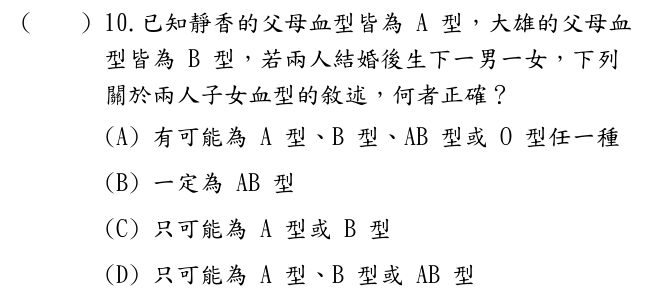 （　　）10.已知靜香的父母血型皆為 A 型，大雄的父母血
型皆為 B 型，若兩人結婚後生下一男一女，下列
關於兩人子女血型的敘述，何者正確？
(A) 有可能為 A 型、B 型、AB 型或 O 型任一種
(B) 一定為 AB 型
(C) 只可能為 A 型或 B 型
(D) 只可能為 A 型、B 型或 AB 型